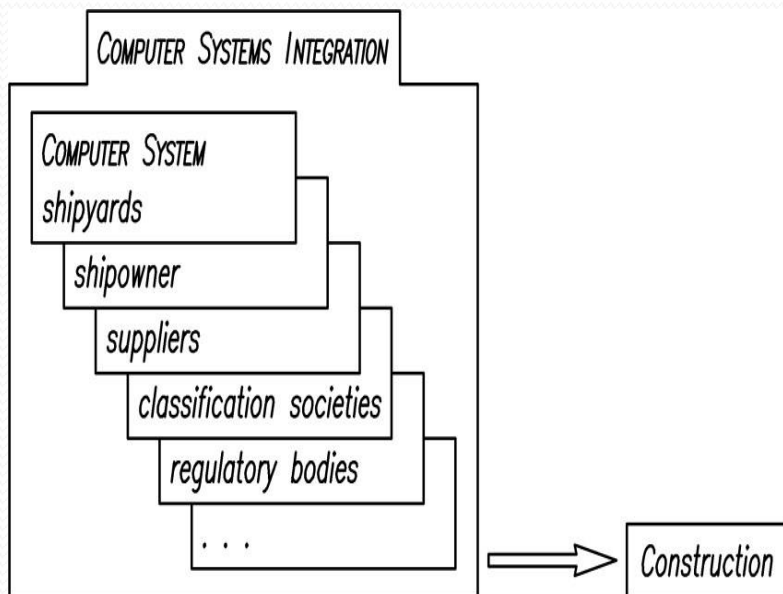 COMPUTER SYSTEMS INTEGRATION
COMPUTER SYSTEM
shipyards
shipowner
suppliers
classification societies
regulatory bodies
. . .
Construction